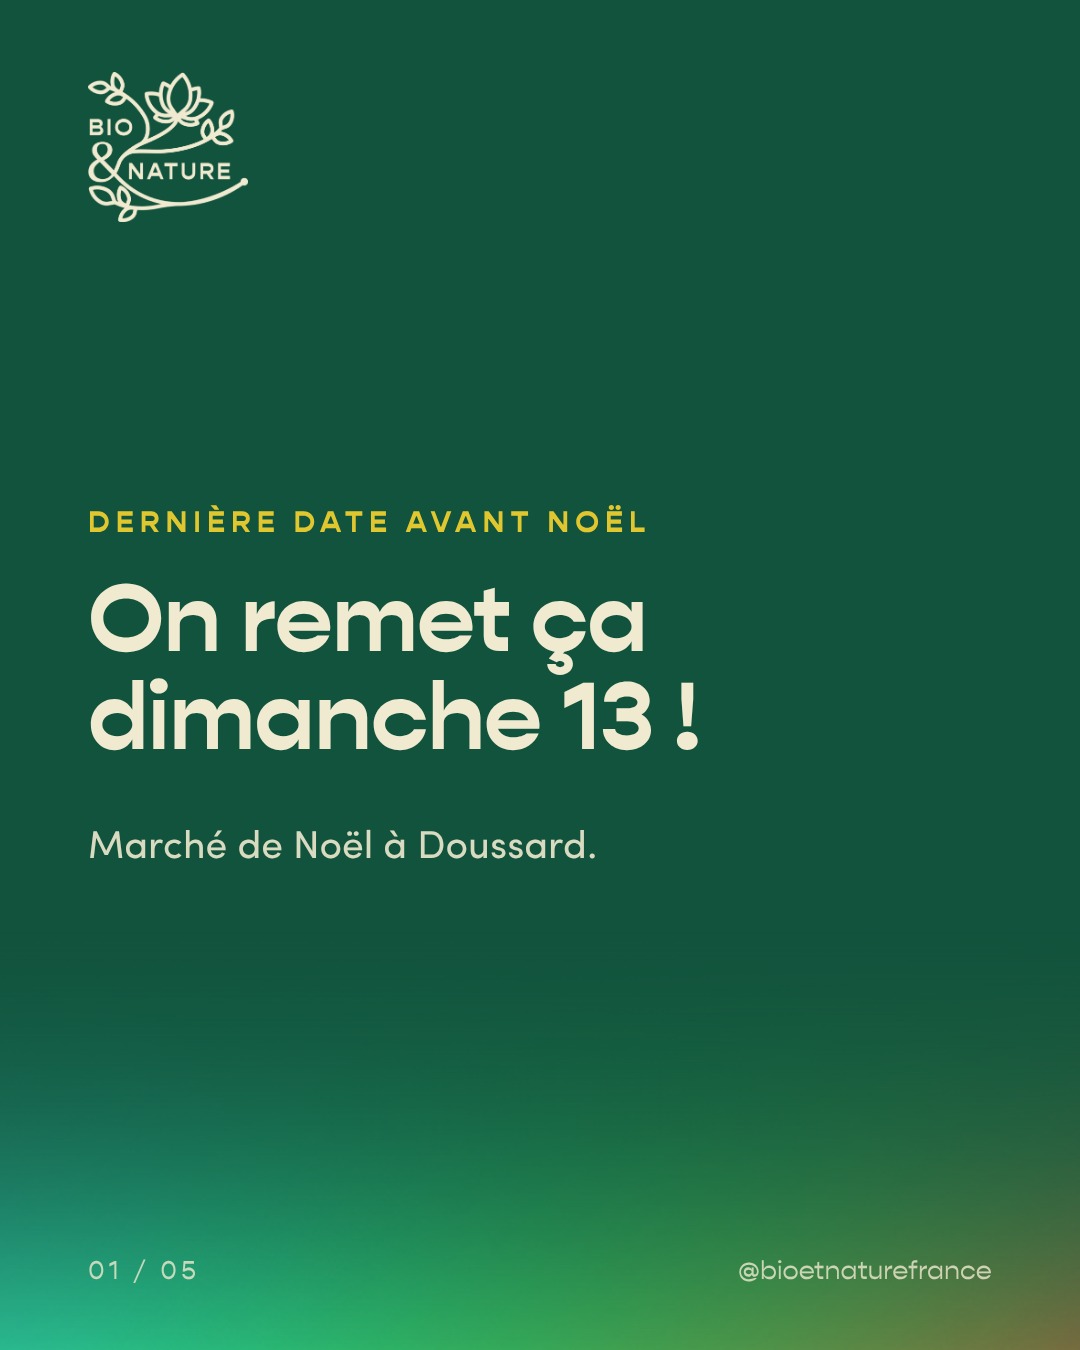 BIO
& NATURE
DERNIÈRE DATE AVANT NOËL
On remet ça
dimanche 13 !
Marché de Noël à Doussard.
01 / 05
@bioetnaturefrance